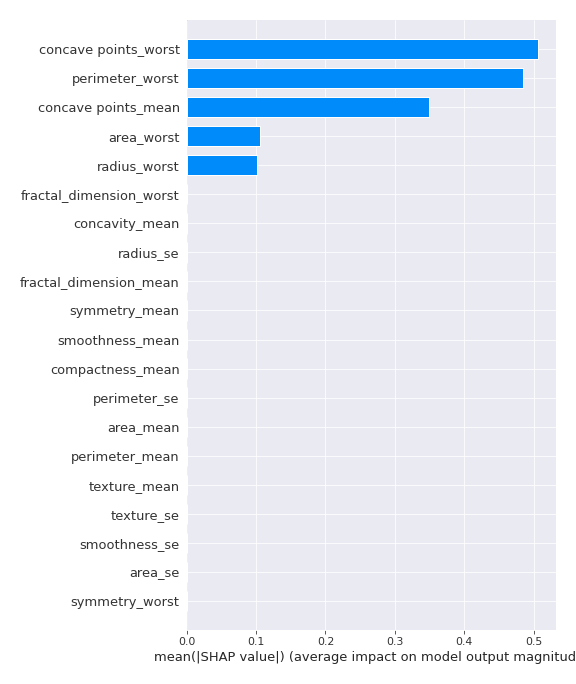 concave points_worst
perimeter_worst
concave points_mean
area_worst
radius_worst
fractal_dimension_worst
concavity_mean
radius_se
fractal_dimension_mean
symmetry_mean
smoothness_mean
compactness_mean
perimeter_se
area_mean
perimeter_mean
texture_mean
texture_se
smoothness_se
area_se
symmetry_worst
0.0 0.1 0.2 0.3 0.4 0.5
mean(|SHAP value|) (average impact on model output magnitud